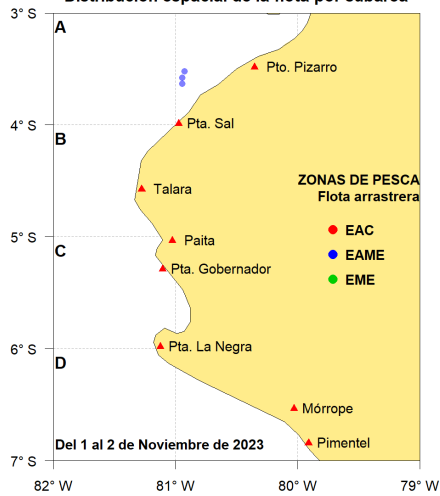 Distribución espacial de la flota por subárea
3° S
A
Pto. Pizarro
4° S
Pta. Sal
B
ZONAS DE PESCA
Talara
Flota arrastrera
EAC
5° S
Paita
C
EAME
Pta. Gobernador
EME
6° S
Pta. La Negra
D
Mórrope
Del 1 al 2 de Noviembre de 2023
Pimentel
7° S
82° W
81° W
80° W
79° W